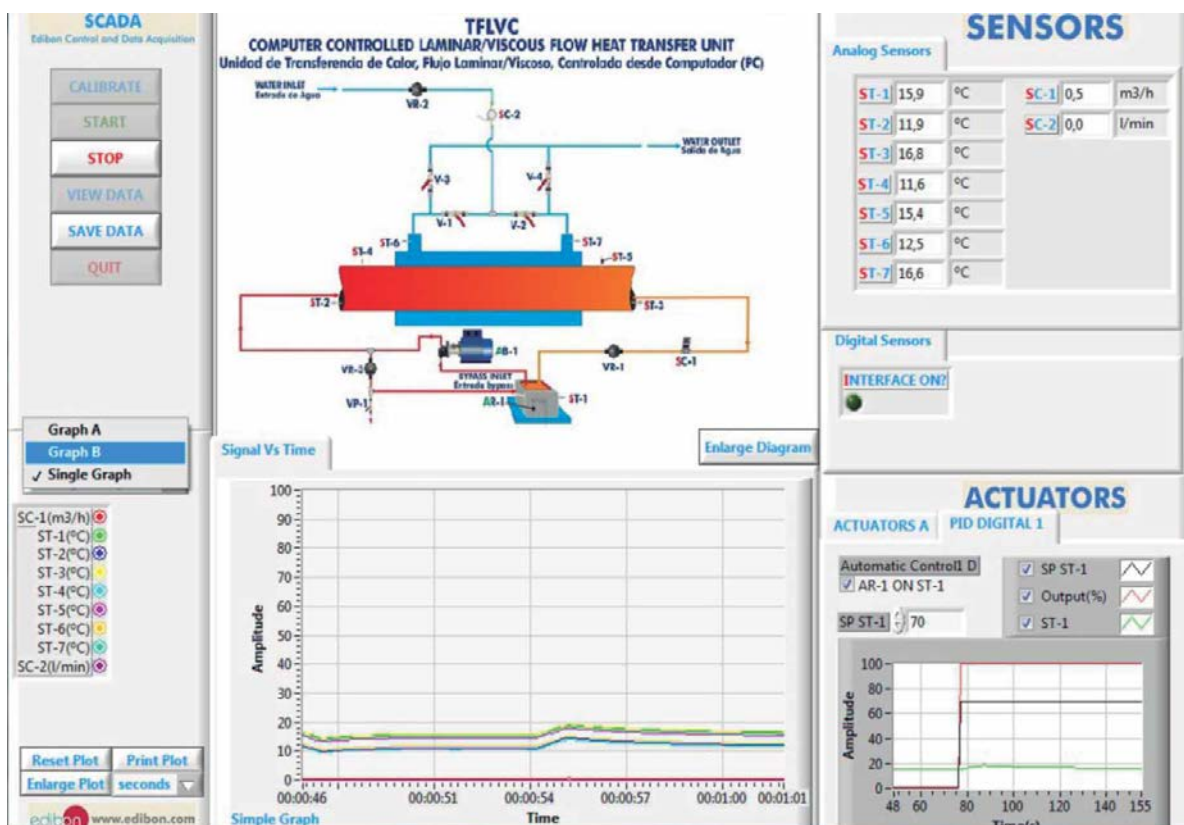 SCADA
Edibon Control and Data Acquisition
CALIBRATE
START
STOP
VIEW DATA
SAVE DATA
QUIT
Graph A
Graph B
✓ Single Graph
SC-1(m3/h)
ST-1(ºC)
ST-2(ºC)
ST-3(ºC)
ST-4(ºC)
ST-5(ºC)
ST-6(ºC)
ST-7(ºC)
SC-2(l/min)
Reset Plot Print Plot
Enlarge Plot seconds
edibon www.edibon.com
TFLVC
COMPUTER CONTROLLED LAMINAR/VISCOUS FLOW HEAT TRANSFER UNIT
Unidad de Transferencia de Calor, Flujo Laminar/Viscoso, Controlada desde Computador (PC)
WATER INLET
Entrada de Agua
VR-2
SC-2
WATER OUTLET
Salida de Agua
V-3
V-4
V-1
V-2
ST-6
ST-7
ST-4
ST-5
ST-2
ST-3
AB-1
VR-3
BYPASS INLET
Entrada bypass
VR-1
SC-1
VP-1
AR-1
ST-1
Enlarge Diagram
Signal Vs Time
Amplitude
100
90
80
70
60
50
40
30
20
10
0
00:00:46 00:00:51 00:00:54 00:00:57 00:01:00 00:01:01
Simple Graph
Time
SENSORS
Analog Sensors
ST-1 15,9 ºC SC-1 0,5 m3/h
ST-2 11,9 ºC SC-2 0,0 l/min
ST-3 16,8 ºC
ST-4 11,6 ºC
ST-5 15,4 ºC
ST-6 12,5 ºC
ST-7 16,6 ºC
Digital Sensors
INTERFACE ON?
ACTUATORS
ACTUATORS A PID DIGITAL 1
Automatic Control1 D
AR-1 ON ST-1
SP ST-1 70
SP ST-1
Output(%)
ST-1
Amplitude
100
80
60
40
20
0
48 60 80 100 120 140 155
Time(s)